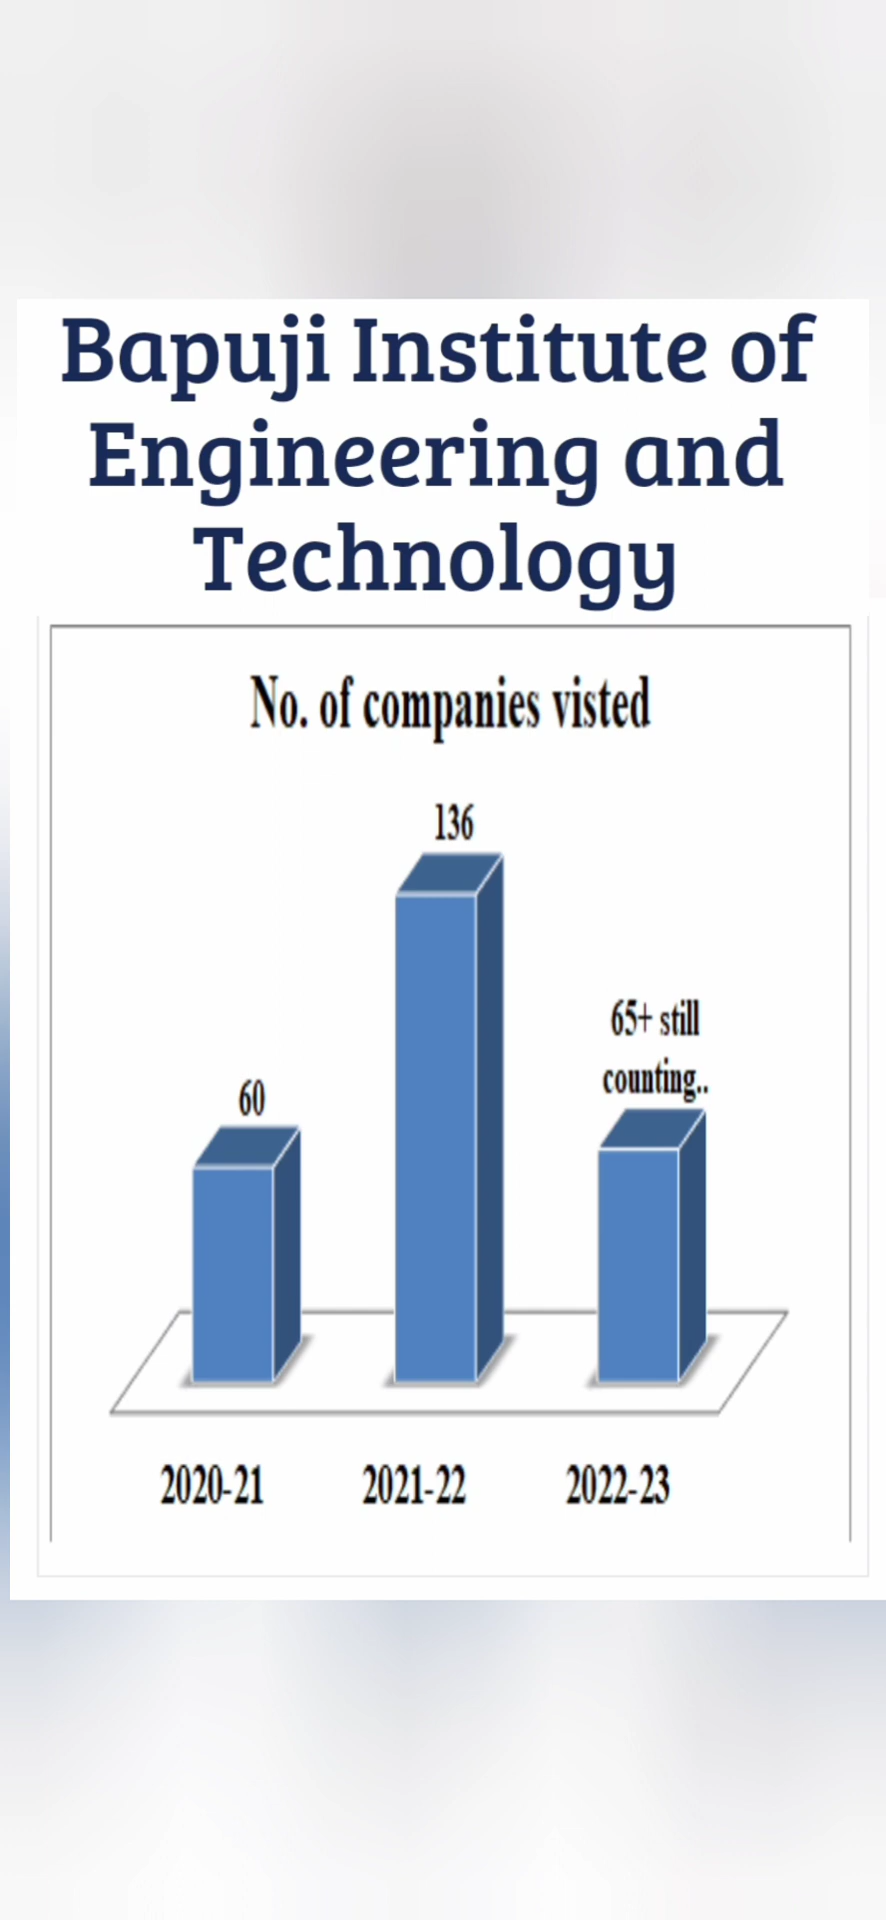 Bapuji Institute of
Engineering and
Technology
No. of companies visted
136
65+ still
counting..
60
2020-21 2021-22 2022-23